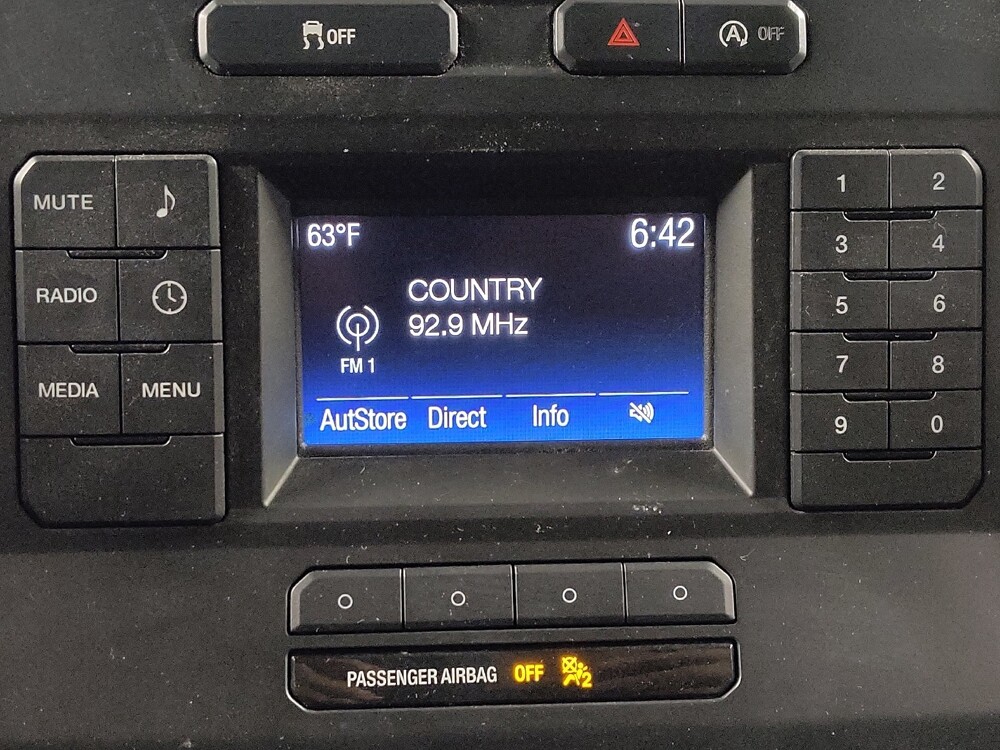 OFF
A OFF
MUTE
RADIO
MEDIA MENU
63°F 6:42
COUNTRY
92.9 MHz
FM 1
AutStore Direct Info
1 2
3 4
5 6
7 8
9 0
PASSENGER AIRBAG OFF 2